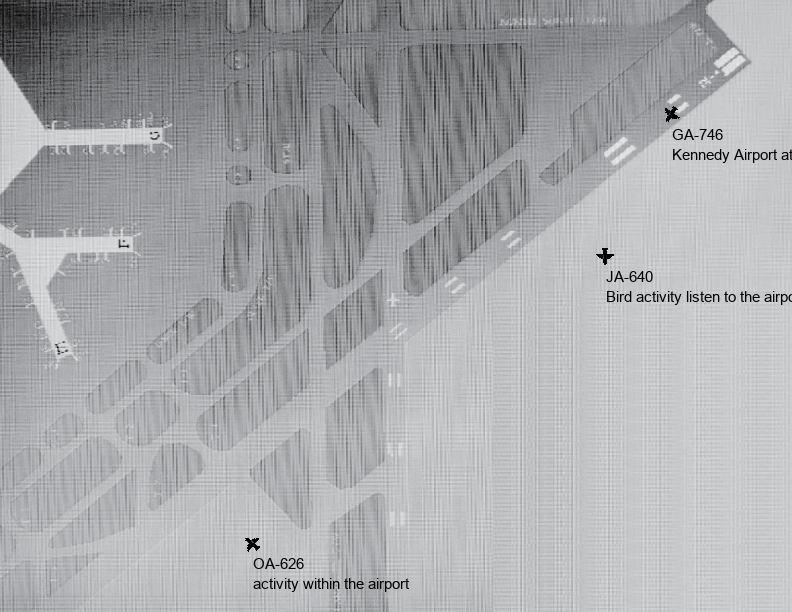 GA-746
Kennedy Airport at
JA-640
Bird activity listen to the airpo
OA-626
activity within the airport